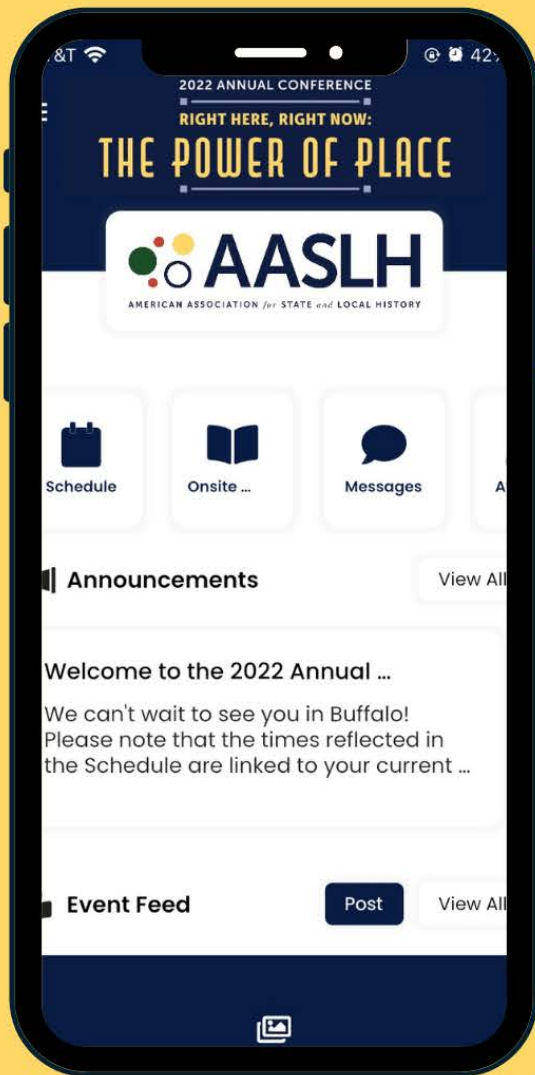 &T
42
2022 ANNUAL CONFERENCE
RIGHT HERE, RIGHT NOW:
THE POWER OF PLACE
AASLH
AMERICAN ASSOCIATION for STATE and LOCAL HISTORY
Schedule
Onsite ...
Messages
A
Announcements
View All
Welcome to the 2022 Annual ...
We can't wait to see you in Buffalo!
Please note that the times reflected in
the Schedule are linked to your current ...
Event Feed
Post
View All